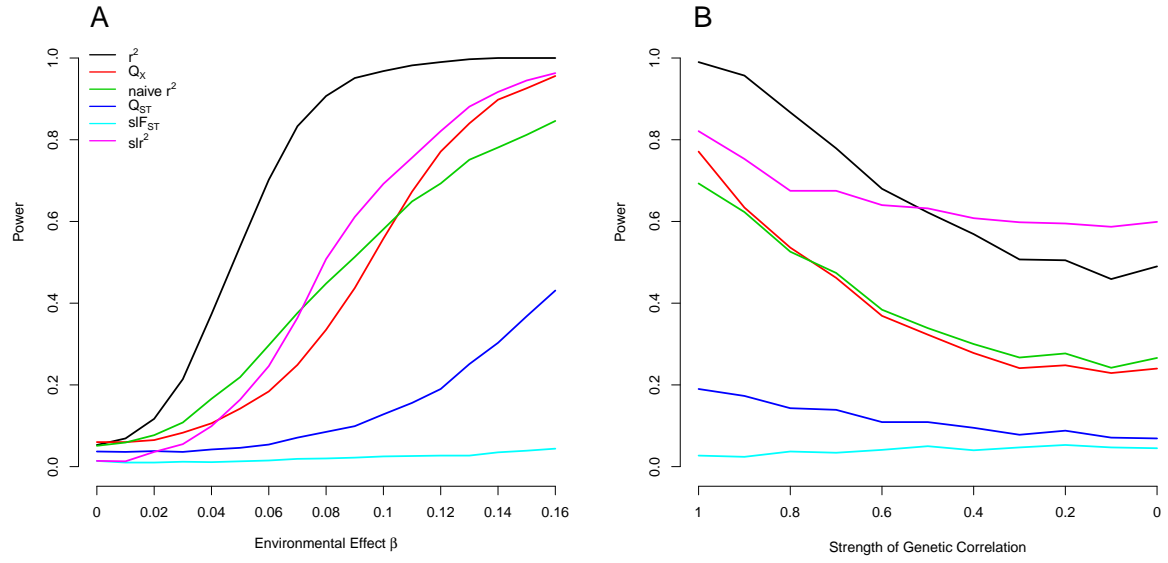 A
r²
Q_X
naive r²
Q_ST
slF_ST
slr²
Power
0.0
0.2
0.4
0.6
0.8
1.0
0 0.02 0.04 0.06 0.08 0.1 0.12 0.14 0.16
Environmental Effect β
B
Power
0.0
0.2
0.4
0.6
0.8
1.0
1 0.8 0.6 0.4 0.2 0
Strength of Genetic Correlation